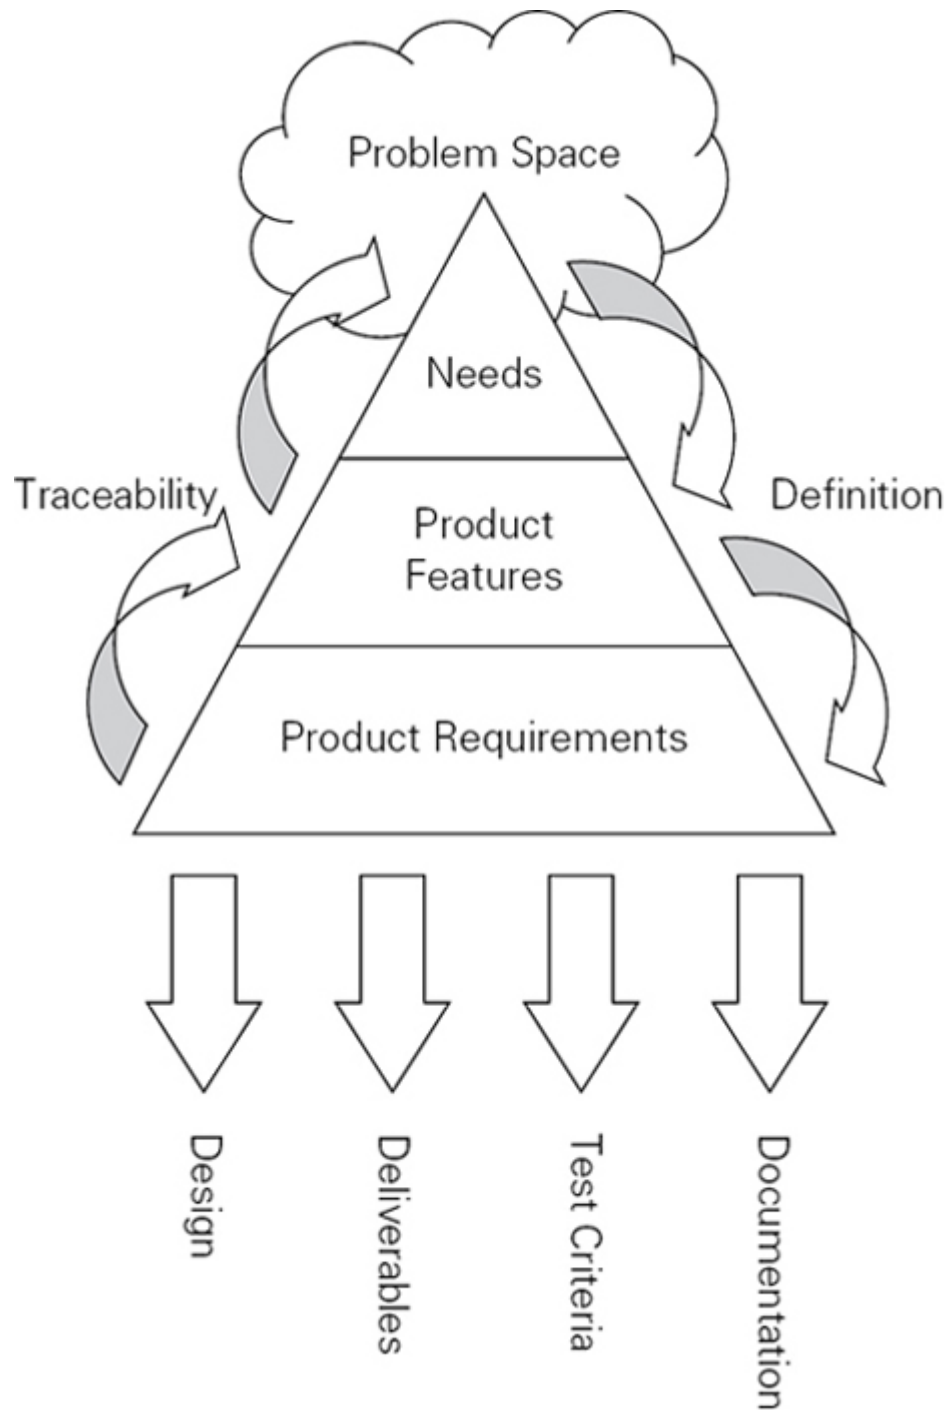 Problem Space
Needs
Traceability
Definition
Product
Features
Product Requirements
Design
Deliverables
Test Criteria
Documentation